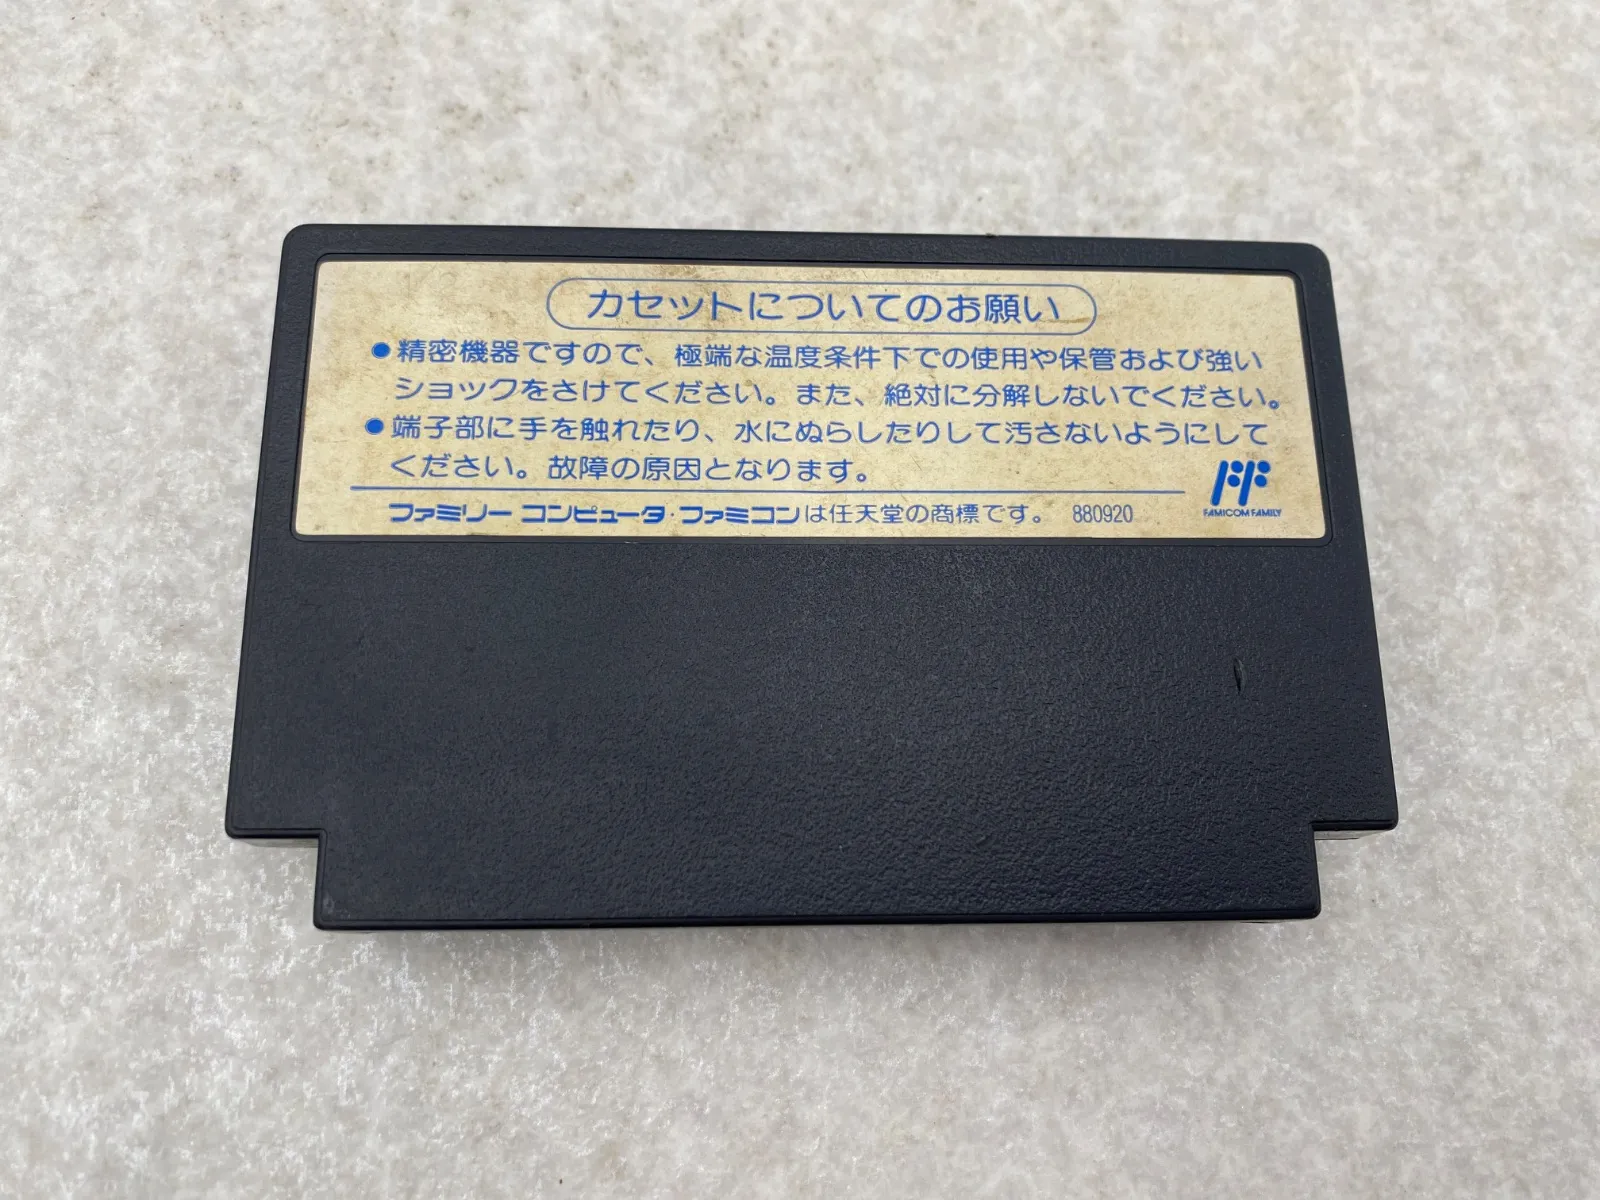 カセットについてのお願い
●精密機器ですので、極端な温度条件下での使用や保管および強い
ショックをさけてください。また、絶対に分解しないでください。
●端子部に手を触れたり、水にぬらしたりして汚さないようにして
ください。故障の原因となります。
ファミリー コンピュータ・ファミコンは任天堂の商標です。 880920
FAMICOM FAMILY